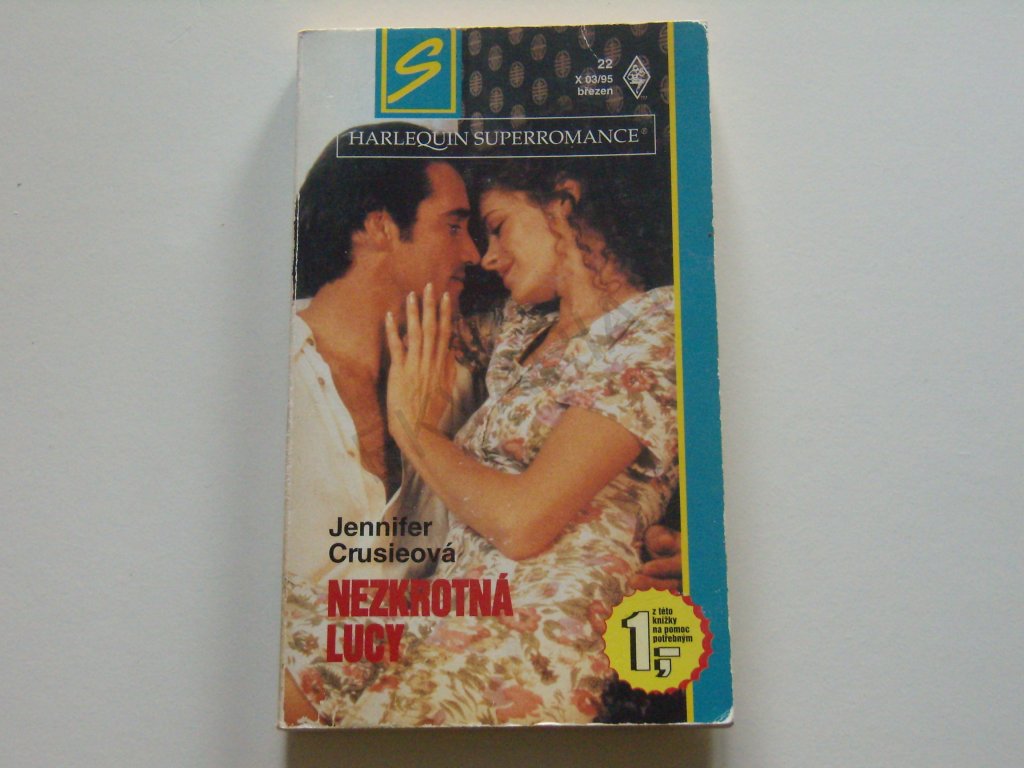 S
22
X 03/95
březen
HARLEQUIN SUPERROMANCE®
Jennifer
Crusieová
NEZKROTNÁ
LUCY
1,-
z této
knížky
na pomoc
potřebným